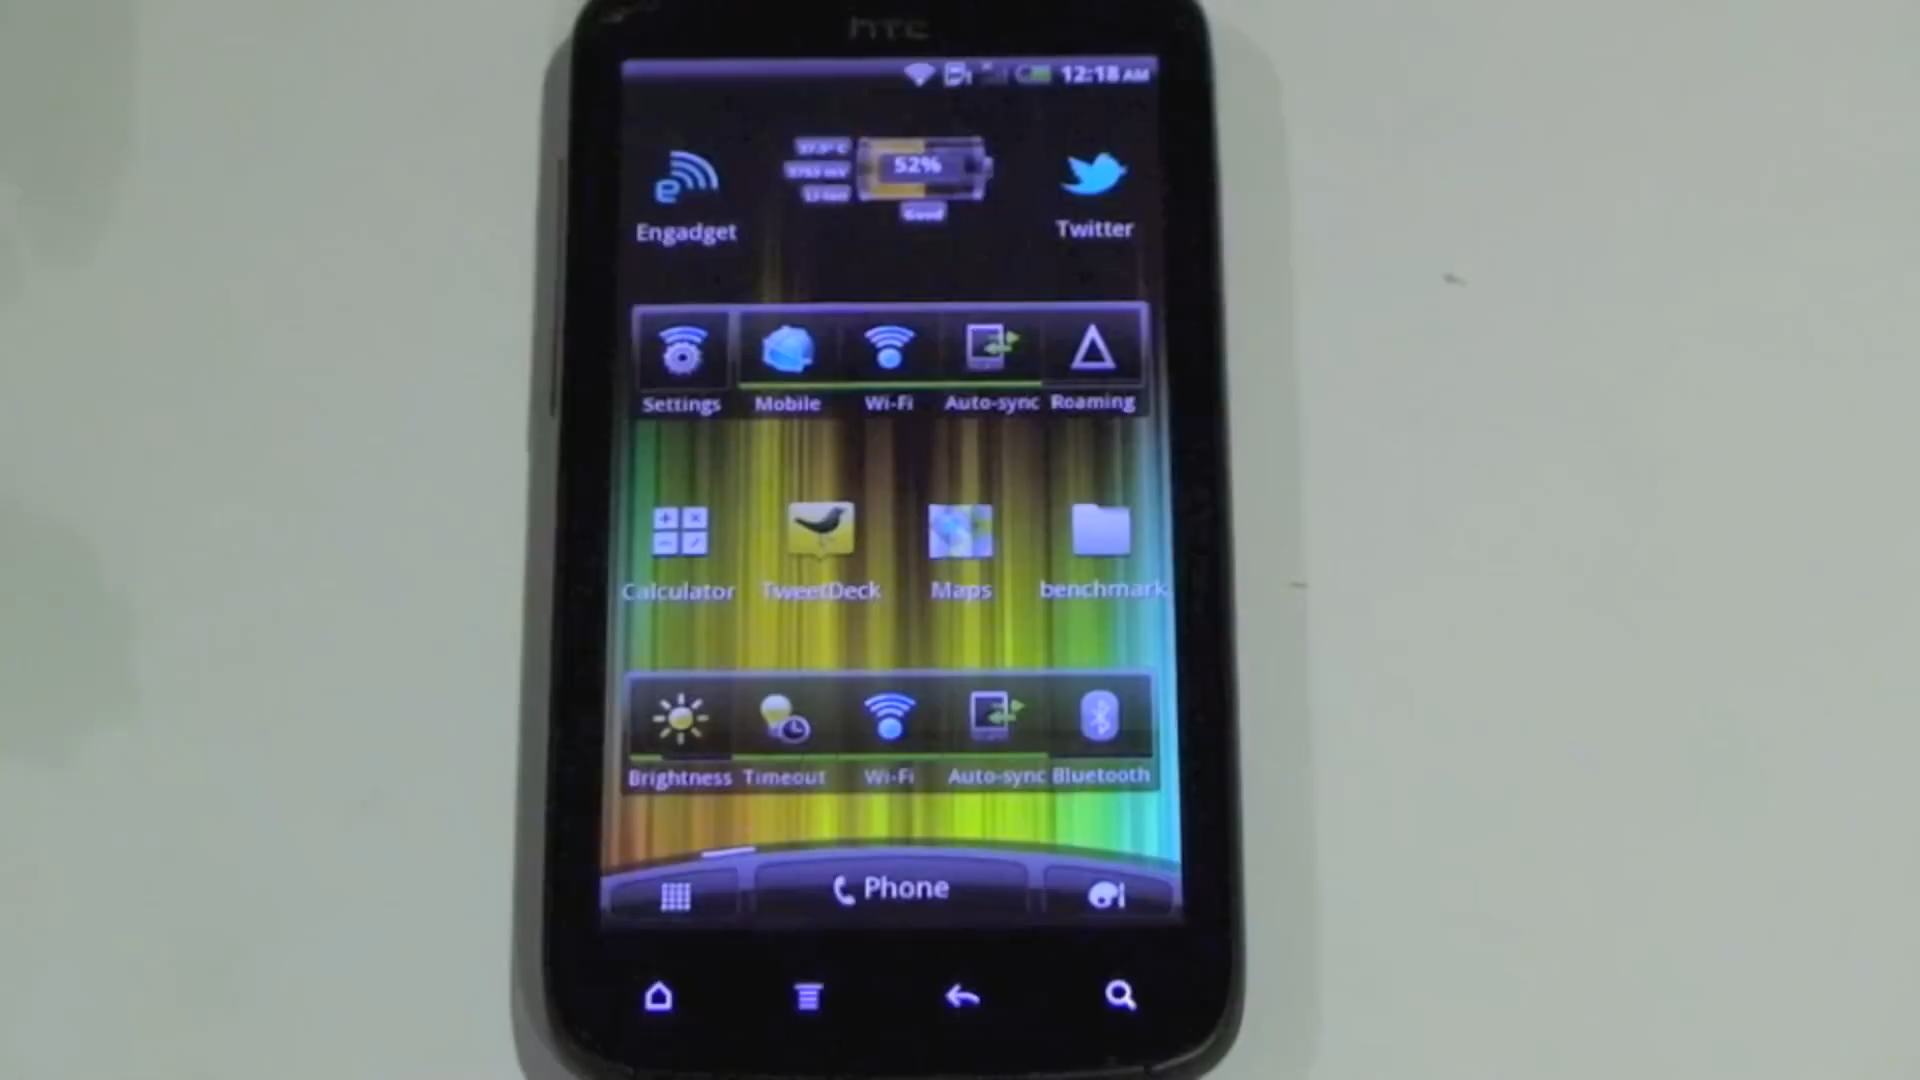 hTC
12:18 AM
52%
Good
Engadget
Twitter
Settings Mobile Wi-Fi Auto-sync Roaming
Calculator TweetDeck Maps benchmark
Brightness Timeout Wi-Fi Auto-sync Bluetooth
Phone